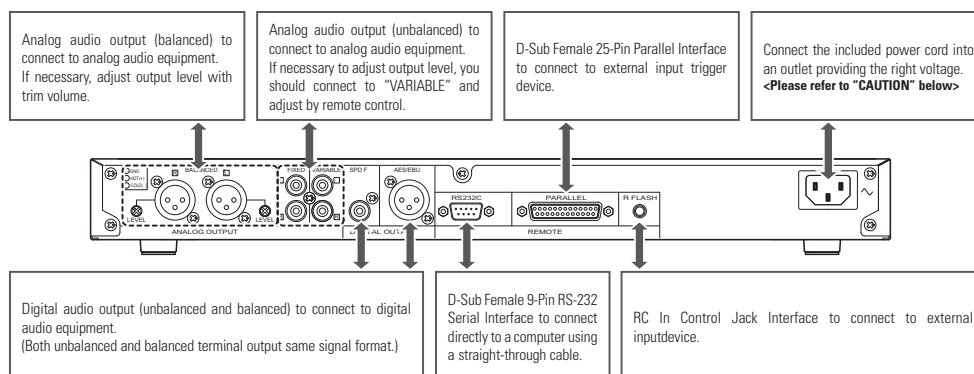 Analog audio output (balanced) to
connect to analog audio equipment.
If necessary, adjust output level with
trim volume.
Analog audio output (unbalanced) to
connect to analog audio equipment.
If necessary to adjust output level, you
should connect to “VARIABLE” and
adjust by remote control.
D-Sub Female 25-Pin Parallel Interface
to connect to external input trigger
device.
Connect the included power cord into
an outlet providing the right voltage.
<Please refer to “CAUTION” below>
GND
HOT(+)
COLD(-)
R
BALANCED
L
LEVEL
LEVEL
ANALOG OUTPUT
FIXED
VARIABLE
SPD F
AES/EBU
DIGITAL OUTPUT
RS232C
PARALLEL
R FLASH
REMOTE
Digital audio output (unbalanced and balanced) to connect to digital
audio equipment.
(Both unbalanced and balanced terminal output same signal format.)
D-Sub Female 9-Pin RS-232
Serial Interface to connect
directly to a computer using
a straight-through cable.
RC In Control Jack Interface to connect to external
inputdevice.